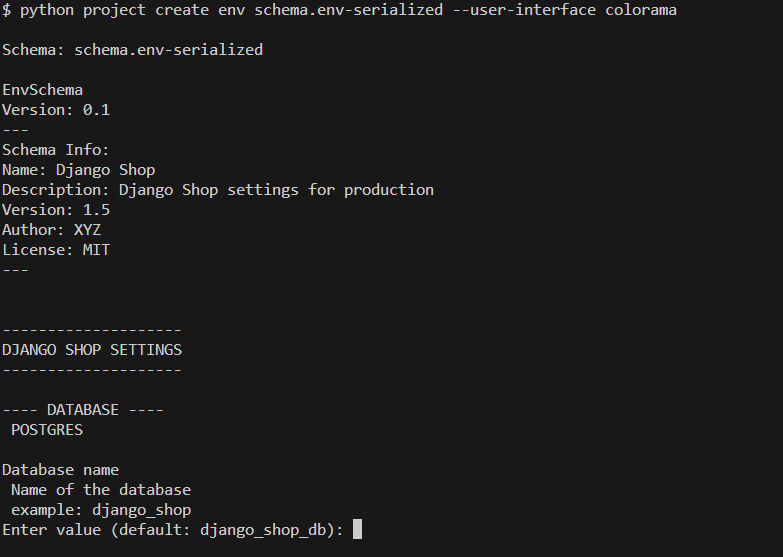 $ python project create env schema.env-serialized --user-interface colorama
Schema: schema.env-serialized
EnvSchema
Version: 0.1
---
Schema Info:
Name: Django Shop
Description: Django Shop settings for production
Version: 1.5
Author: XYZ
License: MIT
---
--------------------
DJANGO SHOP SETTINGS
--------------------
---- DATABASE ----
POSTGRES
Database name
Name of the database
example: django_shop
Enter value (default: django_shop_db):